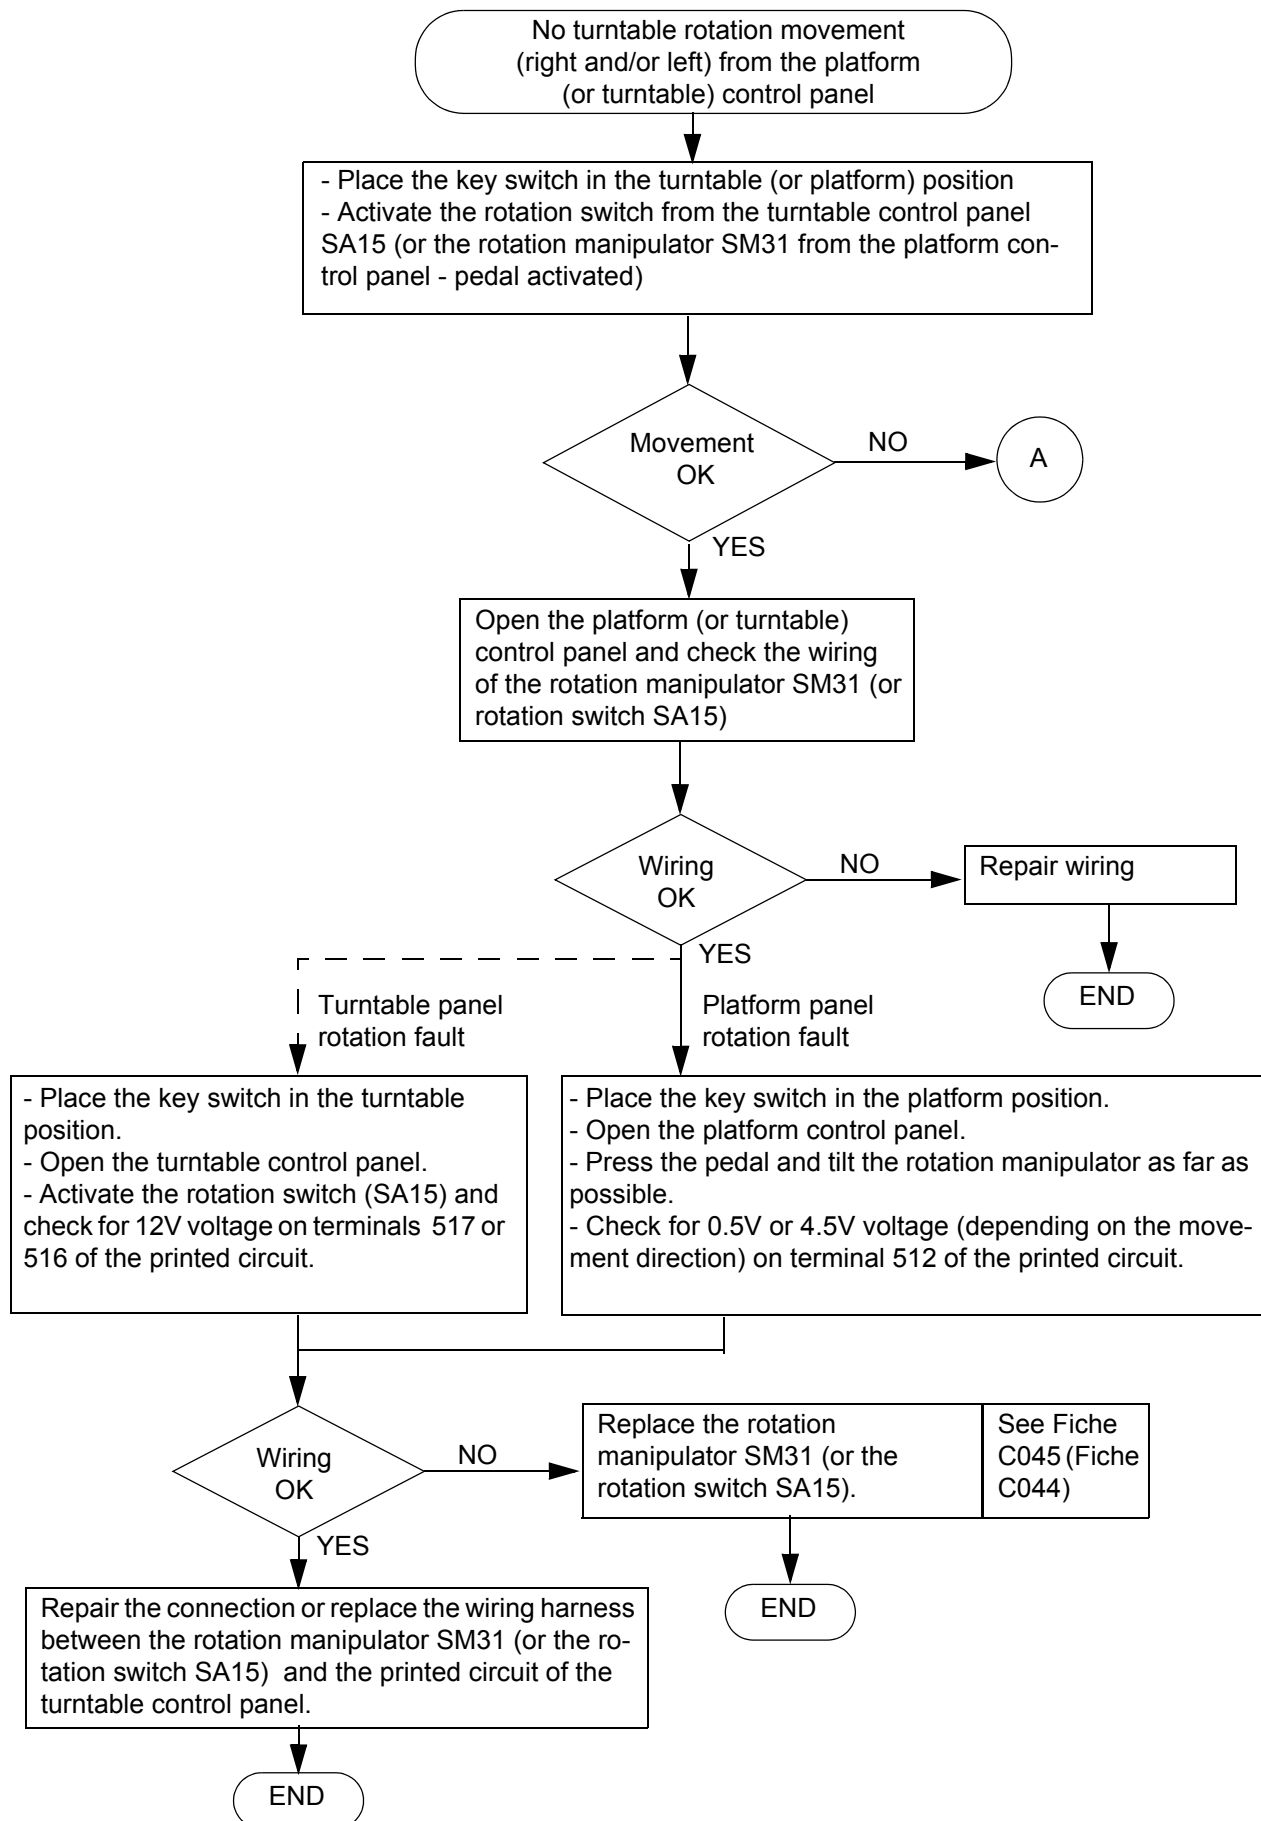 No turntable rotation movement
(right and/or left) from the platform
(or turntable) control panel
- Place the key switch in the turntable (or platform) position
- Activate the rotation switch from the turntable control panel
SA15 (or the rotation manipulator SM31 from the platform con-
trol panel - pedal activated)
Movement
OK
NO
A
YES
Open the platform (or turntable)
control panel and check the wiring
of the rotation manipulator SM31 (or
rotation switch SA15)
Wiring
OK
NO
Repair wiring
END
YES
Turntable panel
rotation fault
Platform panel
rotation fault
- Place the key switch in the turntable
position.
- Open the turntable control panel.
- Activate the rotation switch (SA15) and
check for 12V voltage on terminals 517 or
516 of the printed circuit.
- Place the key switch in the platform position.
- Open the platform control panel.
- Press the pedal and tilt the rotation manipulator as far as
possible.
- Check for 0.5V or 4.5V voltage (depending on the move-
ment direction) on terminal 512 of the printed circuit.
Wiring
OK
NO
Replace the rotation
manipulator SM31 (or the
rotation switch SA15).
See Fiche
C045 (Fiche
C044)
END
YES
Repair the connection or replace the wiring harness
between the rotation manipulator SM31 (or the ro-
tation switch SA15) and the printed circuit of the
turntable control panel.
END